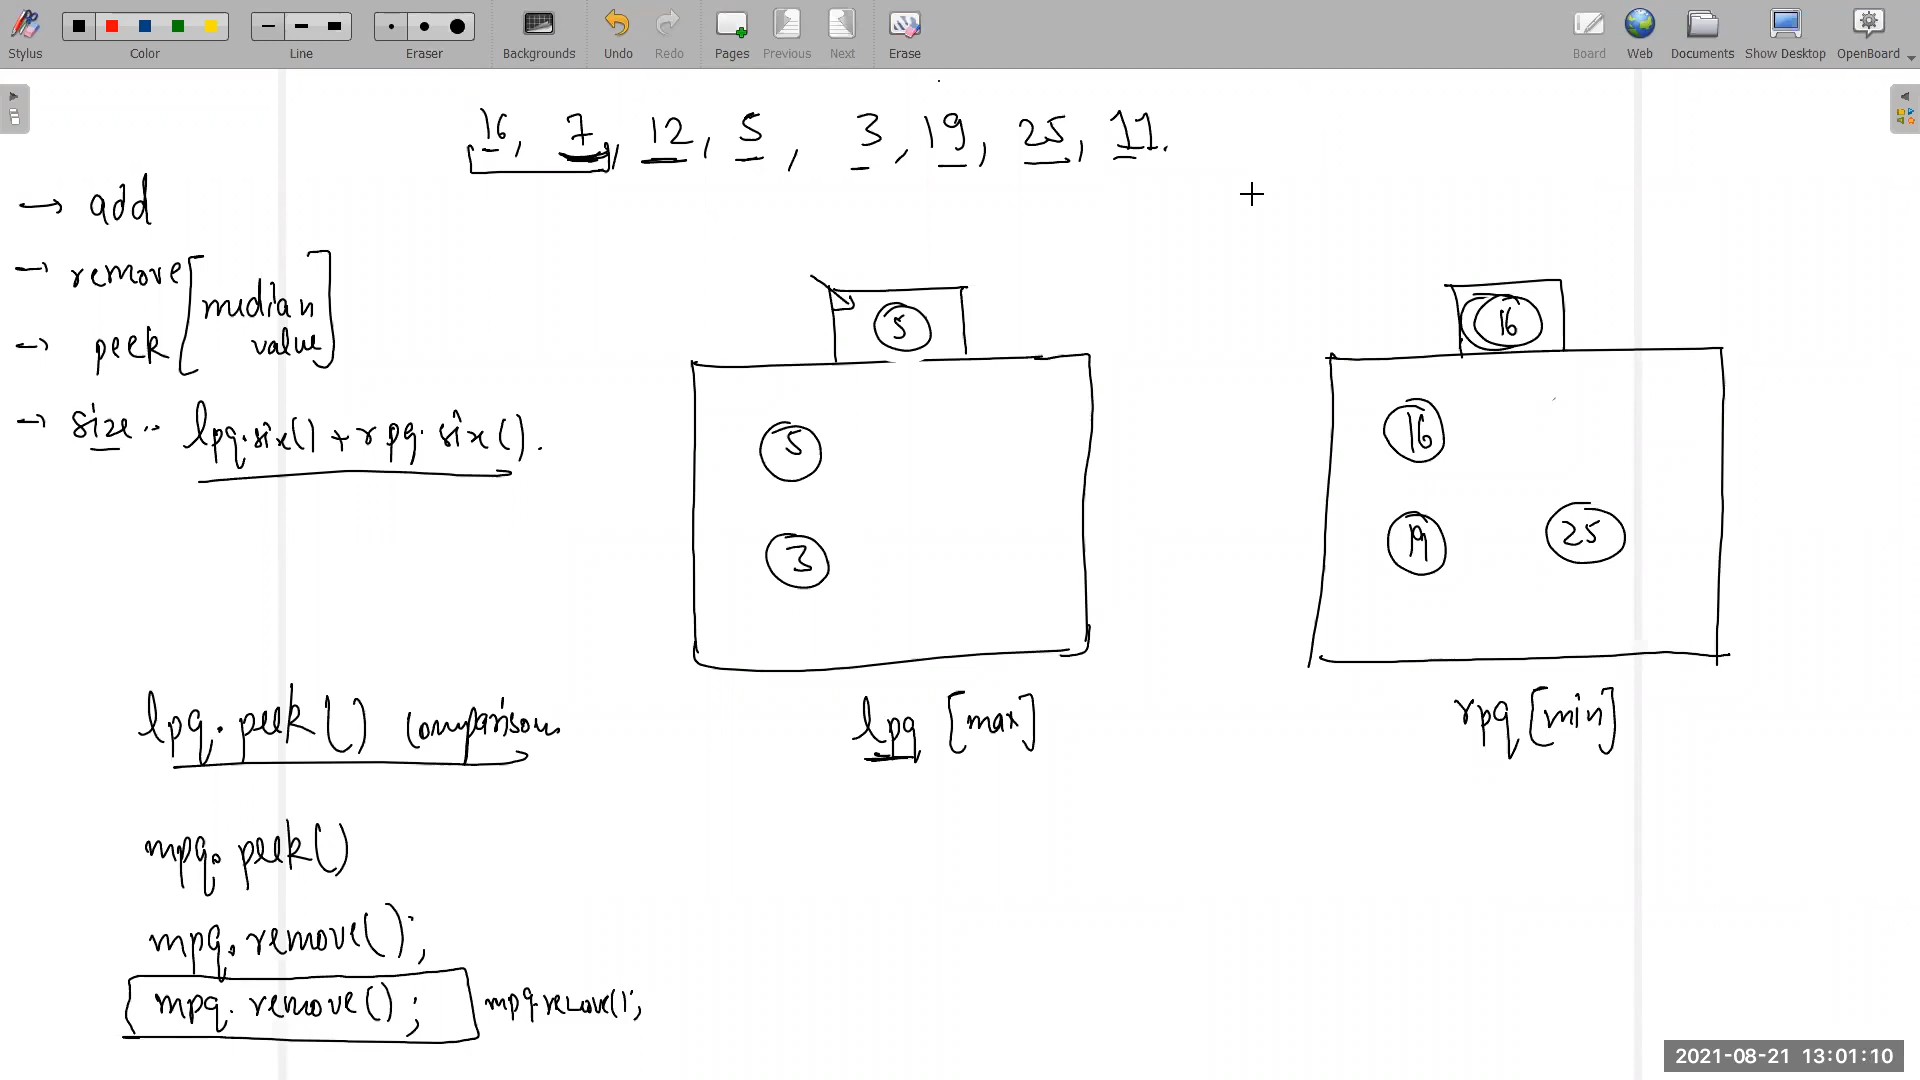 Stylus Color Line Eraser Backgrounds Undo Redo Pages Previous Next Erase Board Web Documents Show Desktop OpenBoard
16, 7, 12, 5, 3, 19, 25, 11.
→ add
→ remove
→ peek
[median value]
→ size.. lpq.size() + rpq.size().
5
5
3
lpq [max]
16
16
19 25
rpq [min]
lpq.peek() comparison
mpq.peek()
mpq.remove();
mpq.remove(); mpq.remove();
2021-08-21 13:01:10